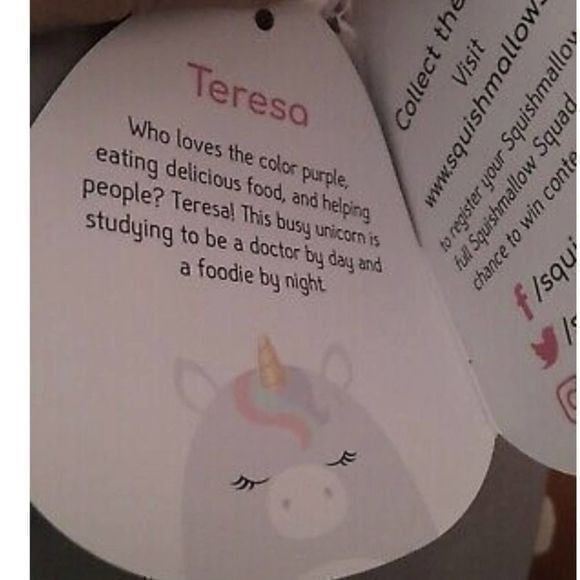 Teresa
Who loves the color purple,
eating delicious food, and helping
people? Teresa! This busy unicorn is
studying to be a doctor by day and
a foodie by night.
Collect the
Visit
www.squishmallows
to register your Squishmallow
full Squishmallow Squad
chance to win conte
/squi
/s